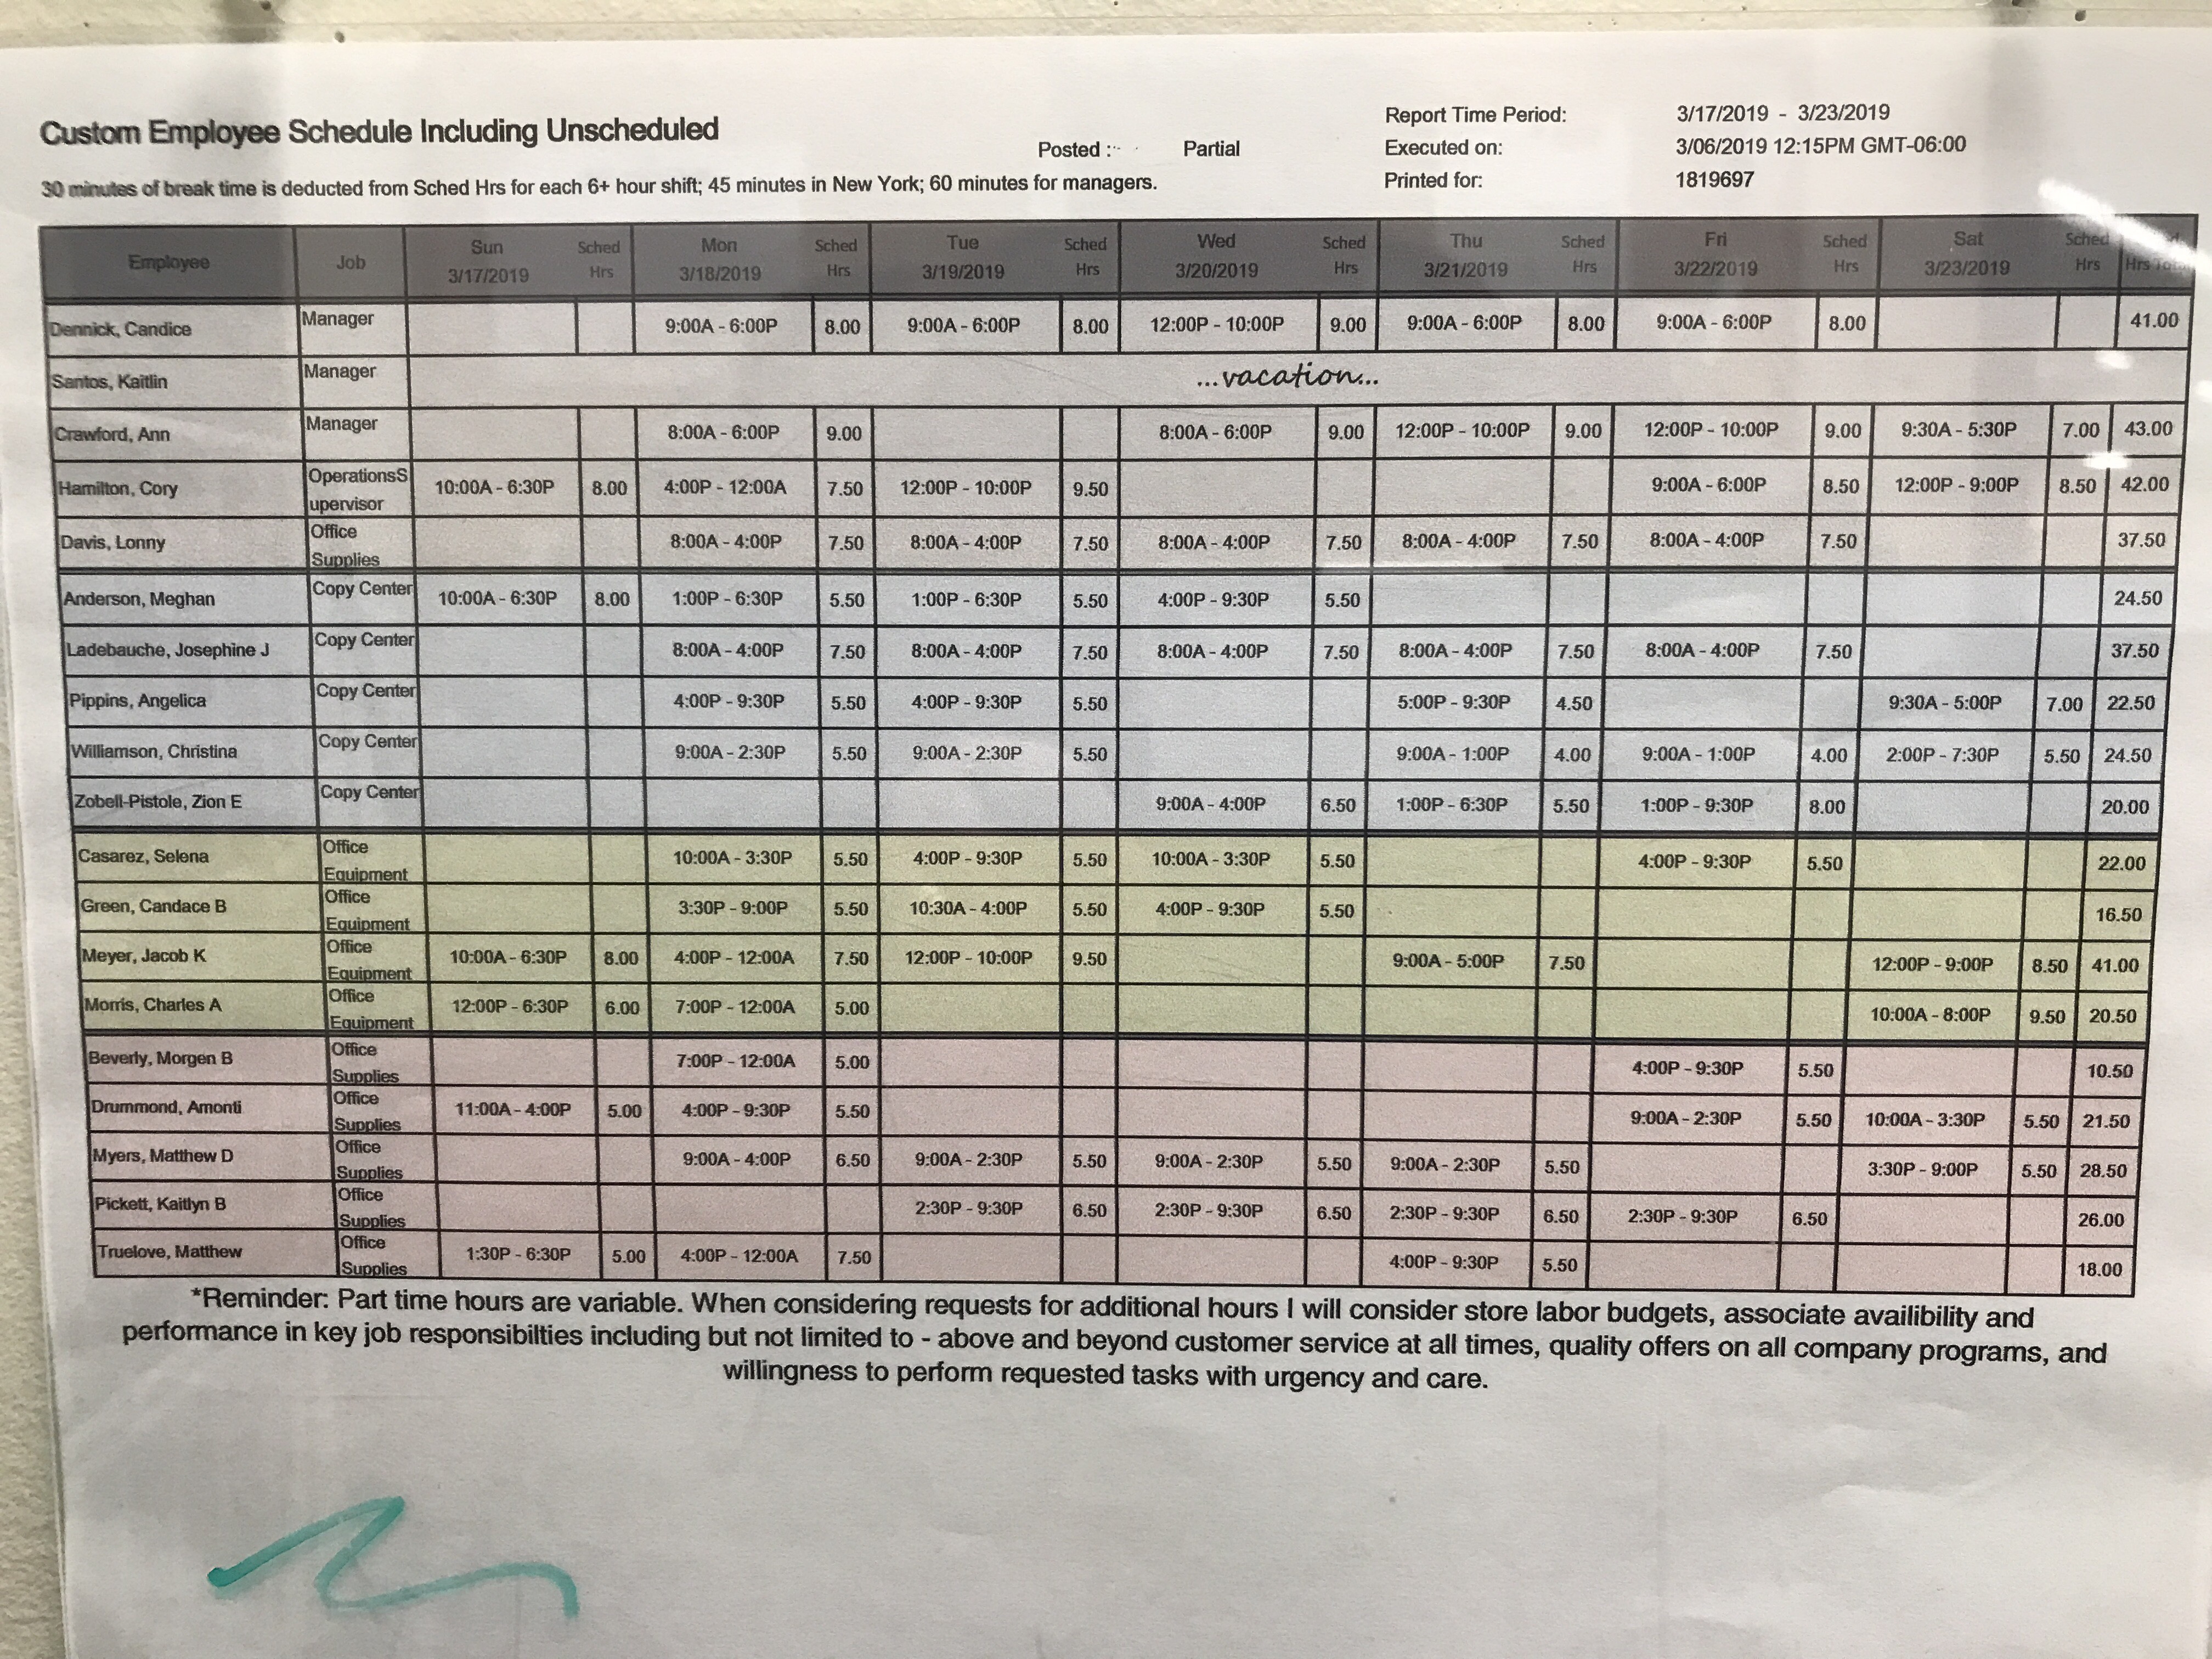 Custom Employee Schedule Including Unscheduled
Posted : Partial
Report Time Period: 3/17/2019 - 3/23/2019
Executed on: 3/06/2019 12:15PM GMT-06:00
Printed for: 1819697
30 minutes of break time is deducted from Sched Hrs for each 6+ hour shift; 45 minutes in New York; 60 minutes for managers.
Employee Job Sun 3/17/2019 Sched Hrs Mon 3/18/2019 Sched Hrs Tue 3/19/2019 Sched Hrs Wed 3/20/2019 Sched Hrs Thu 3/21/2019 Sched Hrs Fri 3/22/2019 Sched Hrs Sat 3/23/2019 Sched Hrs Hrs Total
Dennick, Candice Manager 9:00A - 6:00P 8.00 9:00A - 6:00P 8.00 12:00P - 10:00P 9.00 9:00A - 6:00P 8.00 9:00A - 6:00P 8.00 41.00
Santos, Kaitlin Manager ...vacation...
Crawford, Ann Manager 8:00A - 6:00P 9.00 8:00A - 6:00P 9.00 12:00P - 10:00P 9.00 12:00P - 10:00P 9.00 9:30A - 5:30P 7.00 43.00
Hamilton, Cory OperationsSupervisor 10:00A - 6:30P 8.00 4:00P - 12:00A 7.50 12:00P - 10:00P 9.50 9:00A - 6:00P 8.50 12:00P - 9:00P 8.50 42.00
Davis, Lonny Office Supplies 8:00A - 4:00P 7.50 8:00A - 4:00P 7.50 8:00A - 4:00P 7.50 8:00A - 4:00P 7.50 8:00A - 4:00P 7.50 37.50
Anderson, Meghan Copy Center 10:00A - 6:30P 8.00 1:00P - 6:30P 5.50 1:00P - 6:30P 5.50 4:00P - 9:30P 5.50 24.50
Ladebauche, Josephine J Copy Center 8:00A - 4:00P 7.50 8:00A - 4:00P 7.50 8:00A - 4:00P 7.50 8:00A - 4:00P 7.50 8:00A - 4:00P 7.50 37.50
Pippins, Angelica Copy Center 4:00P - 9:30P 5.50 4:00P - 9:30P 5.50 5:00P - 9:30P 4.50 9:30A - 5:00P 7.00 22.50
Williamson, Christina Copy Center 9:00A - 2:30P 5.50 9:00A - 2:30P 5.50 9:00A - 1:00P 4.00 9:00A - 1:00P 4.00 2:00P - 7:30P 5.50 24.50
Zobell-Pistole, Zion E Copy Center 9:00A - 4:00P 6.50 1:00P - 6:30P 5.50 1:00P - 9:30P 8.00 20.00
Casarez, Selena Office Equipment 10:00A - 3:30P 5.50 4:00P - 9:30P 5.50 10:00A - 3:30P 5.50 4:00P - 9:30P 5.50 22.00
Green, Candace B Office Equipment 3:30P - 9:00P 5.50 10:30A - 4:00P 5.50 4:00P - 9:30P 5.50 16.50
Meyer, Jacob K Office Equipment 10:00A - 6:30P 8.00 4:00P - 12:00A 7.50 12:00P - 10:00P 9.50 9:00A - 5:00P 7.50 12:00P - 9:00P 8.50 41.00
Morris, Charles A Office Equipment 12:00P - 6:30P 6.00 7:00P - 12:00A 5.00 10:00A - 8:00P 9.50 20.50
Beverly, Morgen B Office Supplies 7:00P - 12:00A 5.00 4:00P - 9:30P 5.50 10.50
Drummond, Amonti Office Supplies 11:00A - 4:00P 5.00 4:00P - 9:30P 5.50 9:00A - 2:30P 5.50 10:00A - 3:30P 5.50 21.50
Myers, Matthew D Office Supplies 9:00A - 4:00P 6.50 9:00A - 2:30P 5.50 9:00A - 2:30P 5.50 9:00A - 2:30P 5.50 3:30P - 9:00P 5.50 28.50
Pickett, Kaitlyn B Office Supplies 2:30P - 9:30P 6.50 2:30P - 9:30P 6.50 2:30P - 9:30P 6.50 2:30P - 9:30P 6.50 26.00
Truelove, Matthew Office Supplies 1:30P - 6:30P 5.00 4:00P - 12:00A 7.50 4:00P - 9:30P 5.50 18.00
*Reminder: Part time hours are variable. When considering requests for additional hours I will consider store labor budgets, associate availibility and
performance in key job responsibilties including but not limited to - above and beyond customer service at all times, quality offers on all company programs, and
willingness to perform requested tasks with urgency and care.